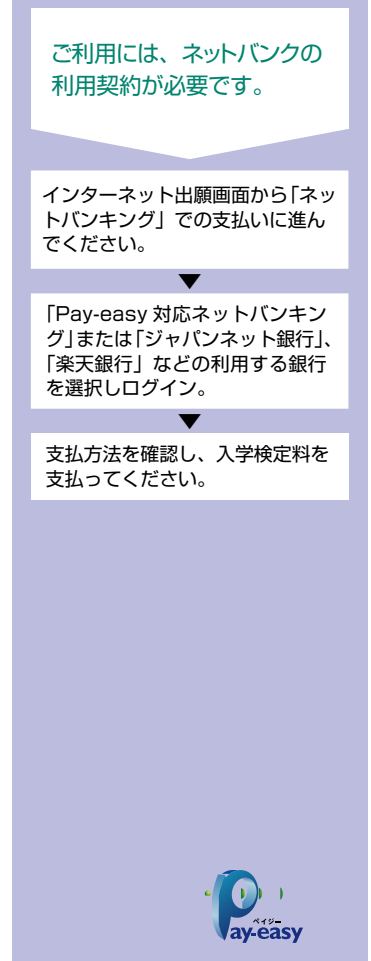 ご利用には、ネットバンクの
利用契約が必要です。
インターネット出願画面から「ネッ
トバンキング」での支払いに進ん
でください。
「Pay-easy 対応ネットバンキン
グ」または「ジャパンネット銀行」、
「楽天銀行」などの利用する銀行
を選択しログイン。
支払方法を確認し、入学検定料を
支払ってください。
ペイジー
Pay-easy